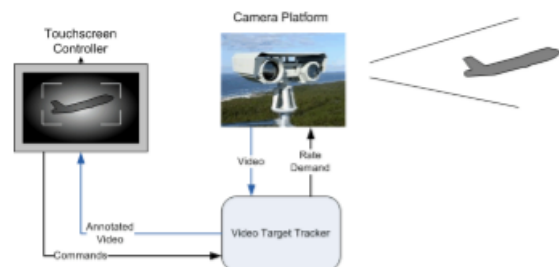 Camera Platform
Touchscreen
Controller
Video
Rate
Demand
Annotated
Video
Video Target Tracker
Commands